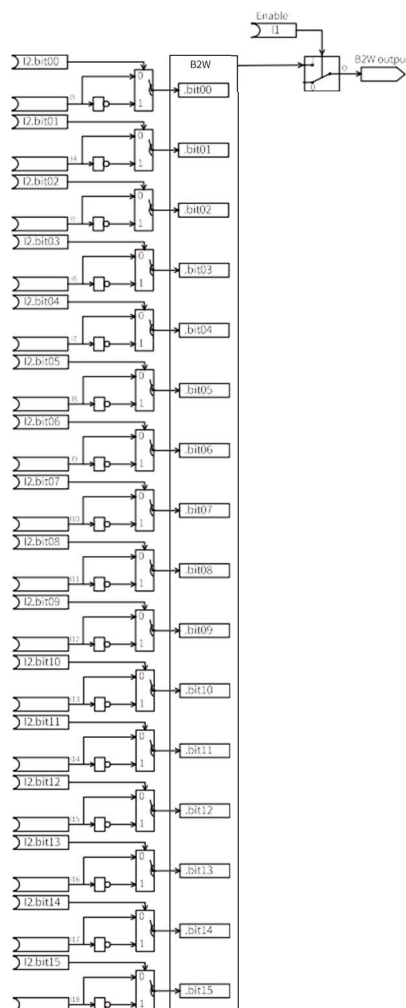 Enable
I1
B2W outpu
0
0
I2.bit00
B2W
0
I3
1
.bit00
I2.bit01
0
I4
1
.bit01
I2.bit02
0
1
.bit02
I2.bit03
0
I6
1
.bit03
I2.bit04
0
I7
1
.bit04
I2.bit05
0
I8
1
.bit05
I2.bit06
0
I9
1
.bit06
I2.bit07
0
I10
1
.bit07
I2.bit08
0
I11
1
.bit08
I2.bit09
0
I12
1
.bit09
I2.bit10
0
I13
1
.bit10
I2.bit11
0
I14
1
.bit11
I2.bit12
0
I15
1
.bit12
I2.bit13
0
I16
1
.bit13
I2.bit14
0
I17
1
.bit14
I2.bit15
0
I18
1
.bit15